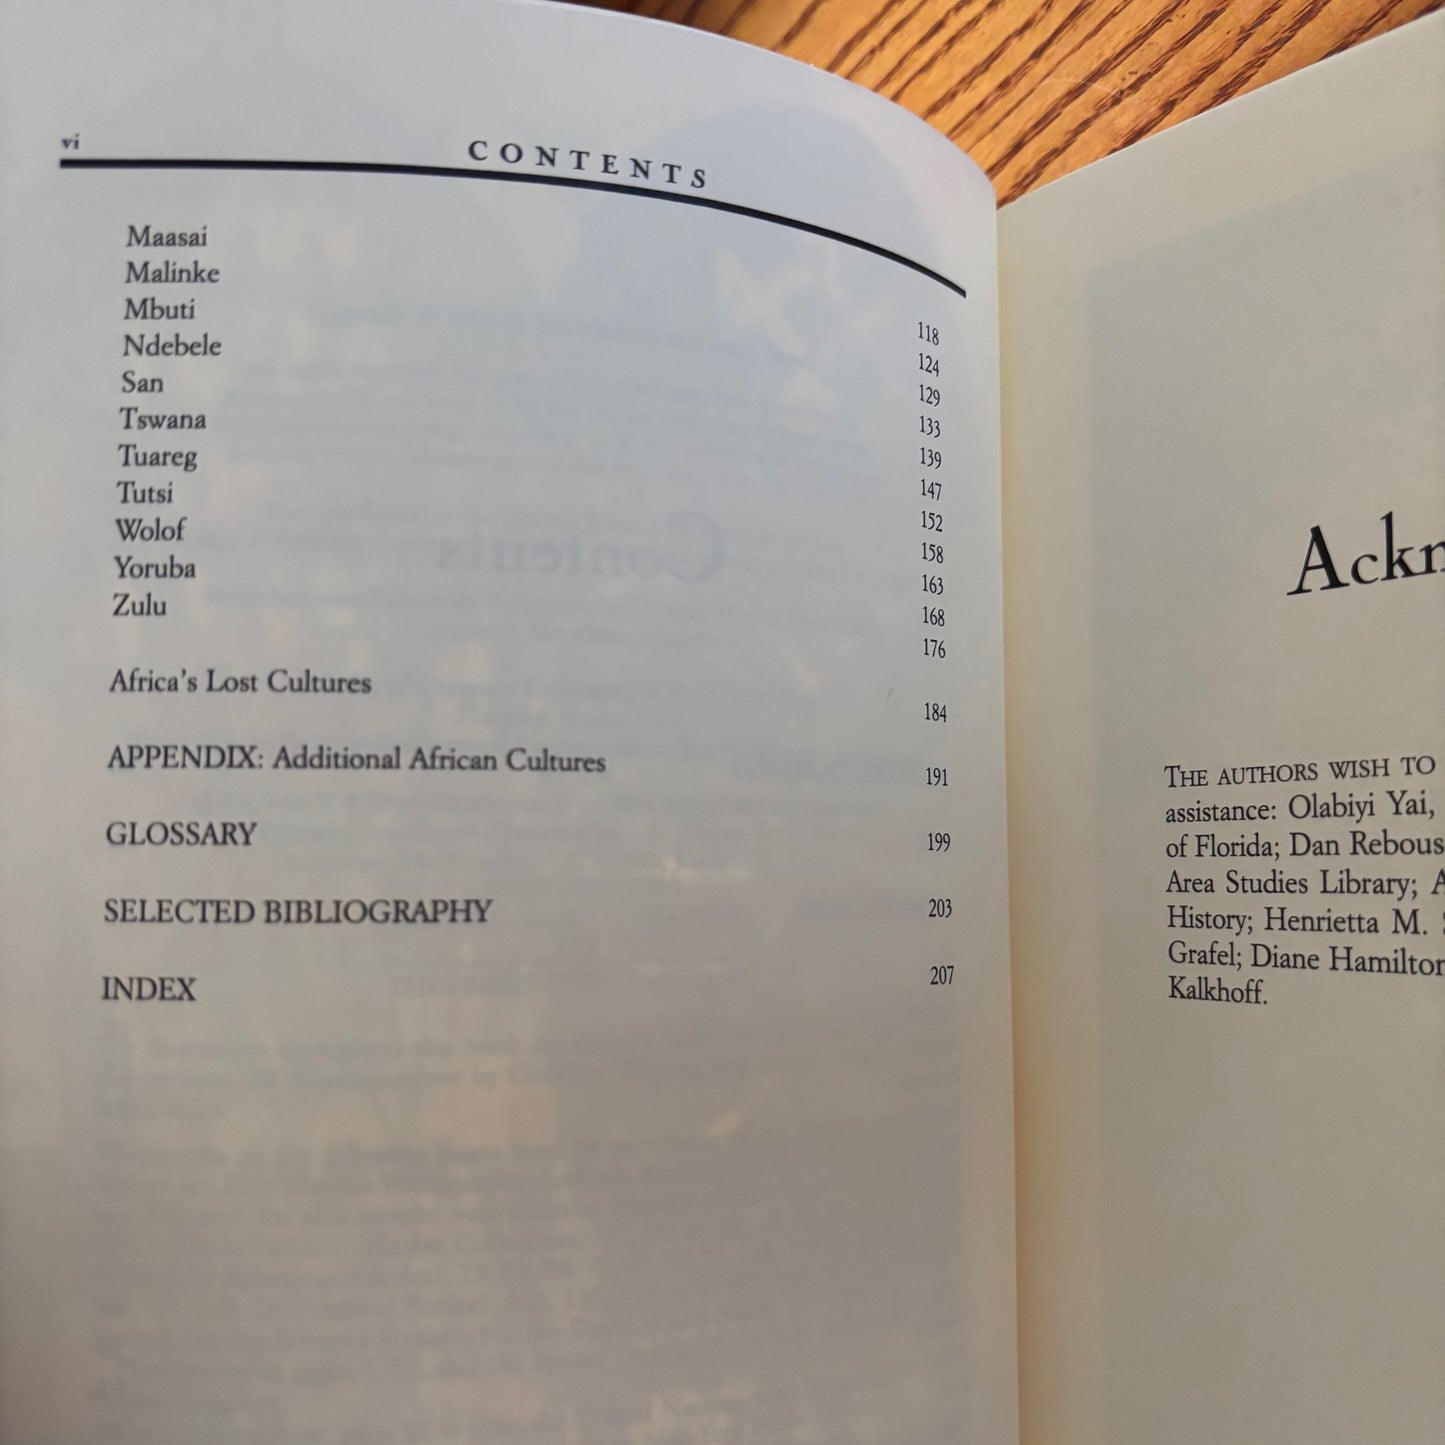 vi
CONTENTS
Maasai 118
Malinke 124
Mbuti 129
Ndebele 133
San 139
Tswana 147
Tuareg 152
Tutsi 158
Wolof 163
Yoruba 168
Zulu 176
Africa's Lost Cultures 184
APPENDIX: Additional African Cultures 191
GLOSSARY 199
SELECTED BIBLIOGRAPHY 203
INDEX 207
Ackn
THE AUTHORS WISH TO
assistance: Olabiyi Yai,
of Florida; Dan Rebous
Area Studies Library; A
History; Henrietta M.
Grafel; Diane Hamilton
Kalkhoff.